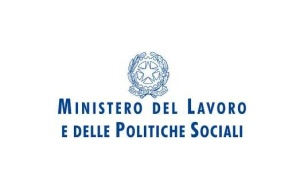 MINISTERO DEL LAVORO
E DELLE POLITICHE SOCIALI